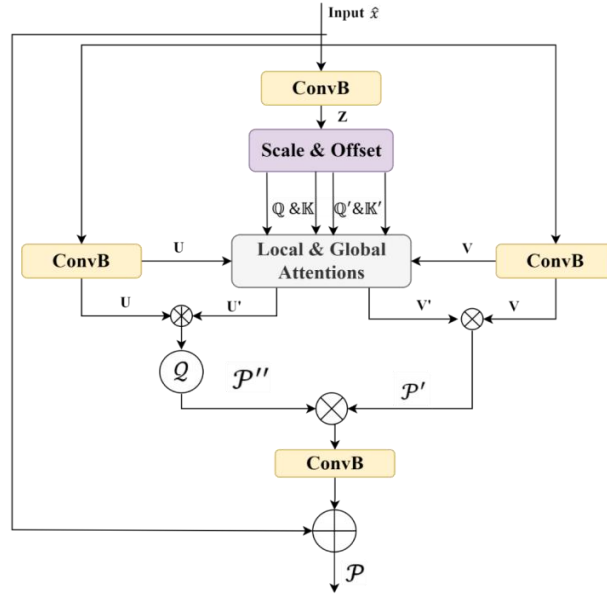 Input x̂
ConvB
Z
Scale & Offset
ℚ &𝕂 ℚ′&𝕂′
Local & Global
Attentions
ConvB
U
V
ConvB
U
U'
V'
V
𝒬
𝒫′′
𝒫′
ConvB
𝒫